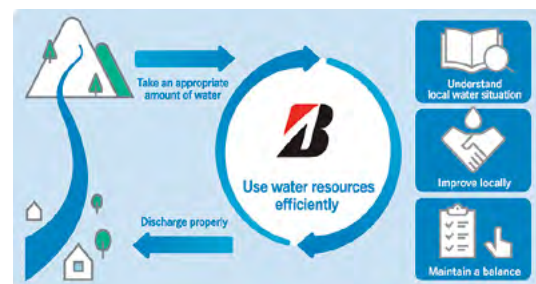 Take an appropriate
amount of water
Use water resources
efficiently
Discharge properly
Understand
local water situation
Improve locally
Maintain a balance